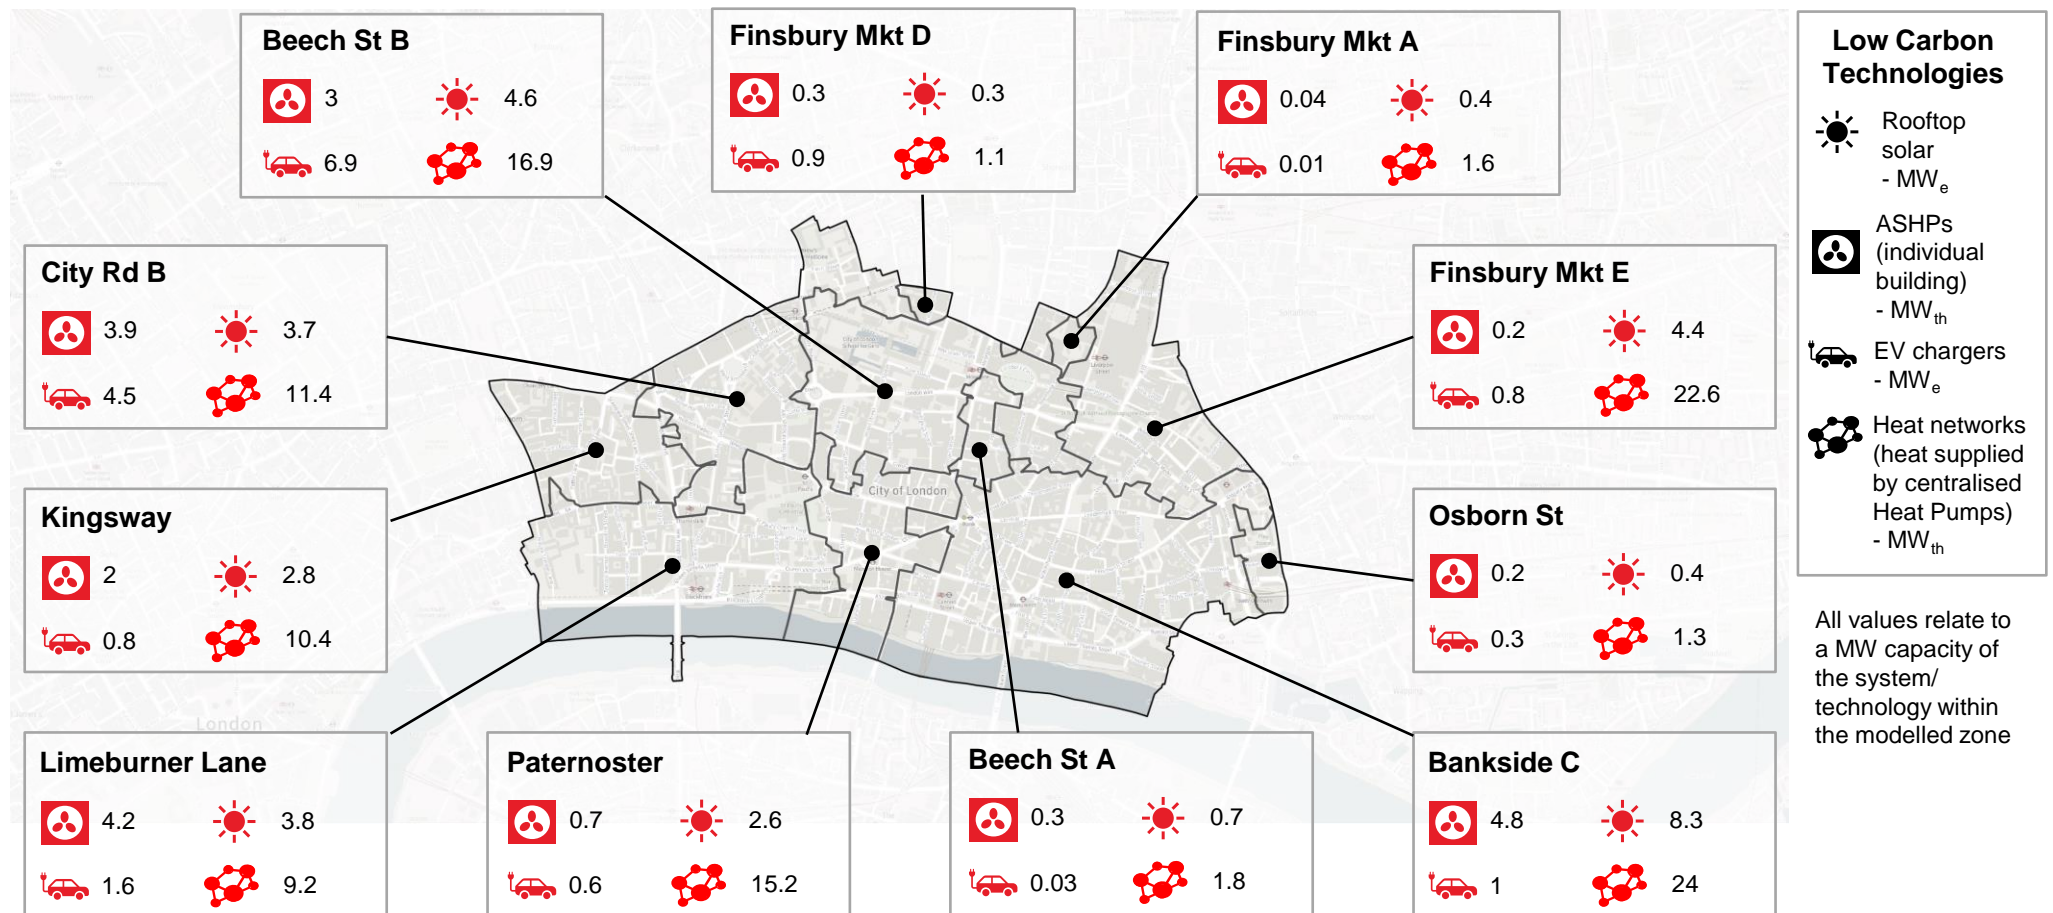 Beech St B
3 4.6
6.9 16.9
Finsbury Mkt D
0.3 0.3
0.9 1.1
Finsbury Mkt A
0.04 0.4
0.01 1.6
City Rd B
3.9 3.7
4.5 11.4
Finsbury Mkt E
0.2 4.4
0.8 22.6
Kingsway
2 2.8
0.8 10.4
Osborn St
0.2 0.4
0.3 1.3
Limeburner Lane
4.2 3.8
1.6 9.2
Paternoster
0.7 2.6
0.6 15.2
Beech St A
0.3 0.7
0.03 1.8
Bankside C
4.8 8.3
1 24
City of London
London
Low Carbon
Technologies
Rooftop
solar
- MWe
ASHPs
(individual
building)
- MWth
EV chargers
- MWe
Heat networks
(heat supplied
by centralised
Heat Pumps)
- MWth
All values relate to
a MW capacity of
the system/
technology within
the modelled zone